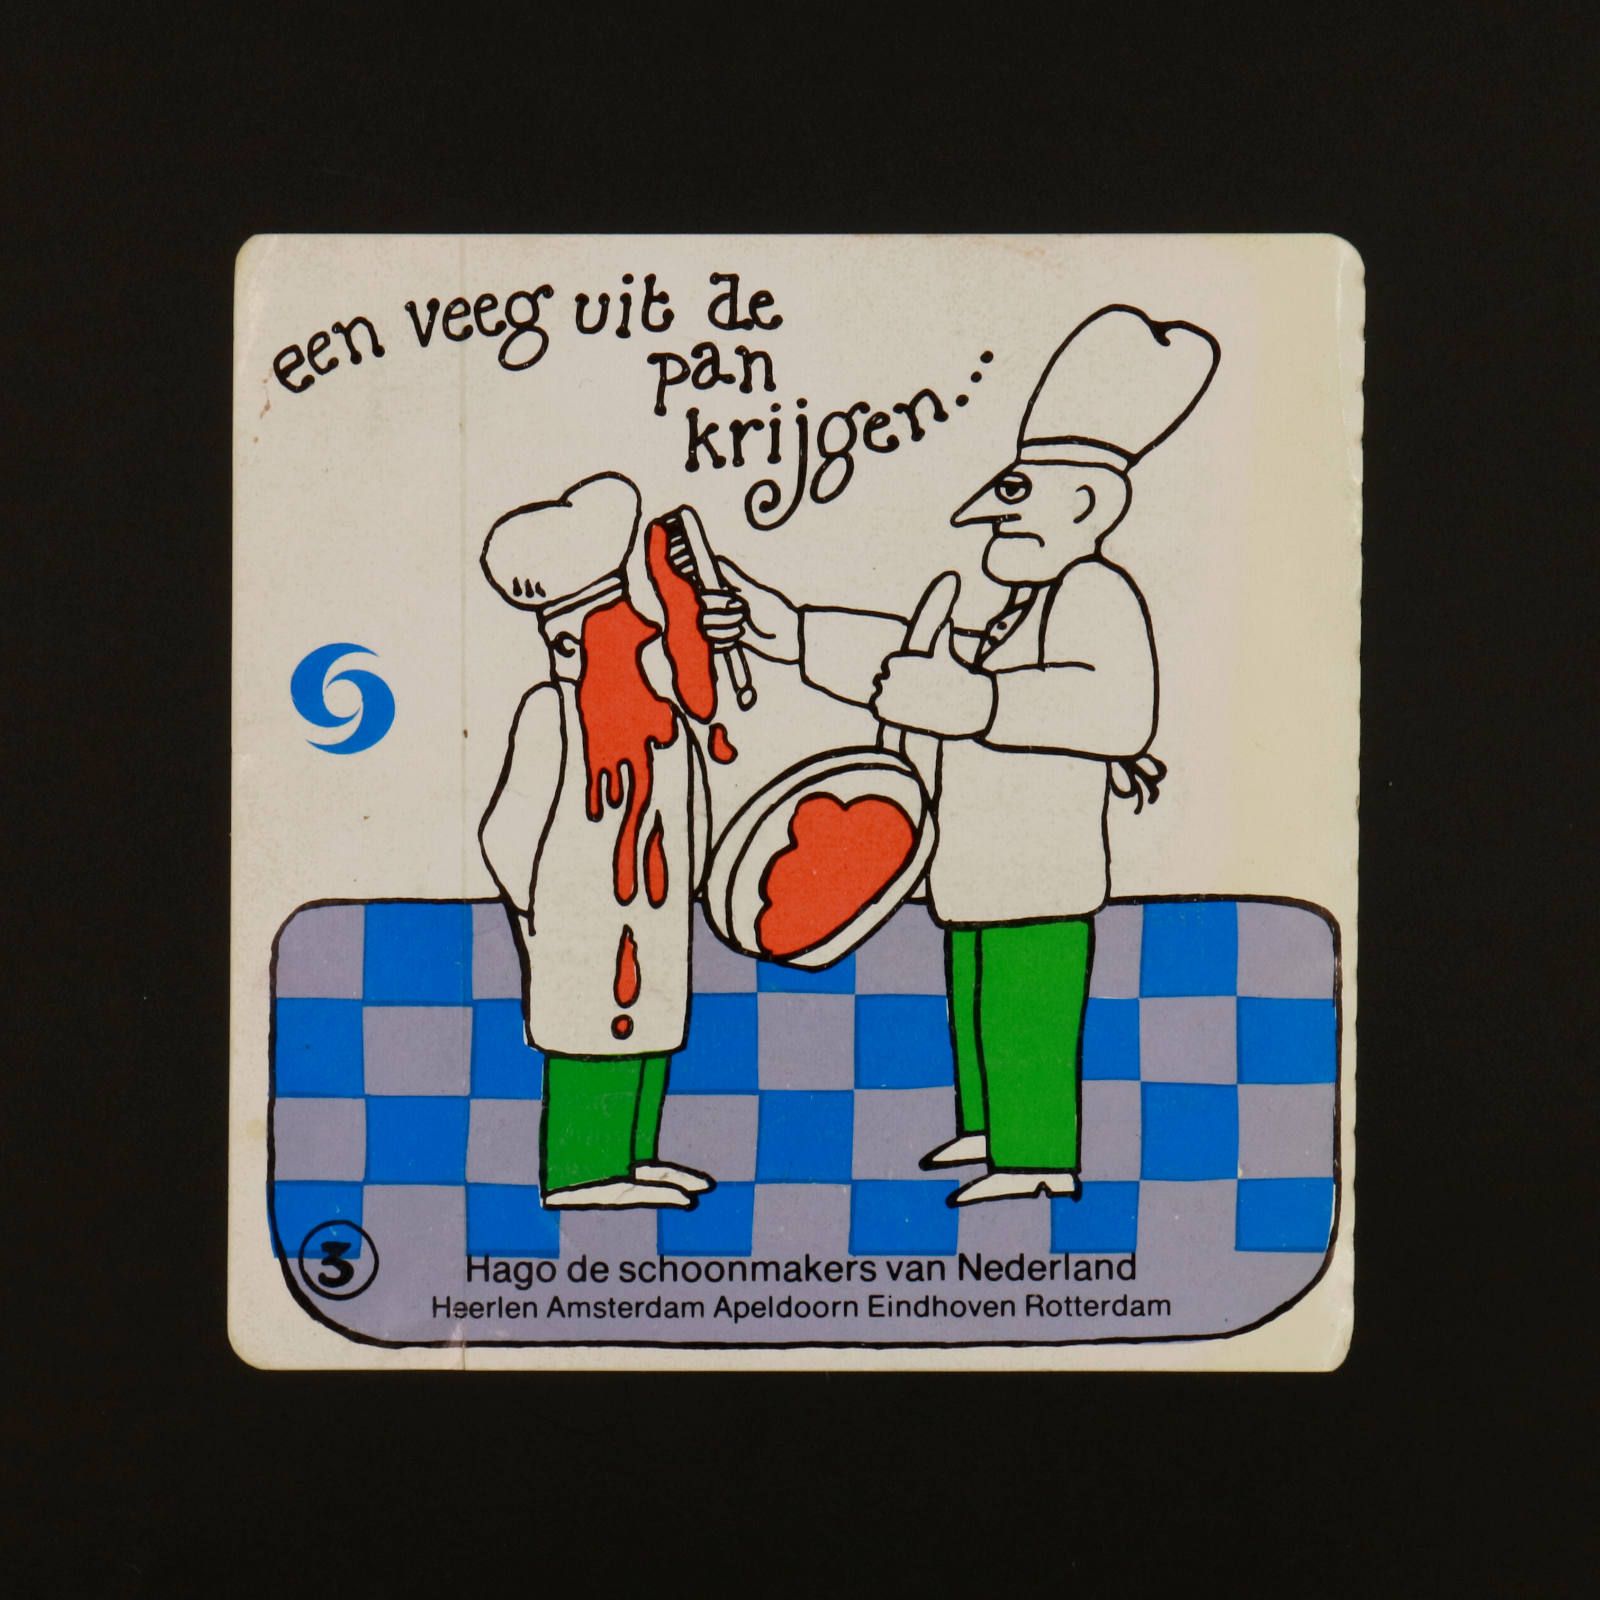 een veeg uit de
pan
krijgen...
3
Hago de schoonmakers van Nederland
Heerlen Amsterdam Apeldoorn Eindhoven Rotterdam